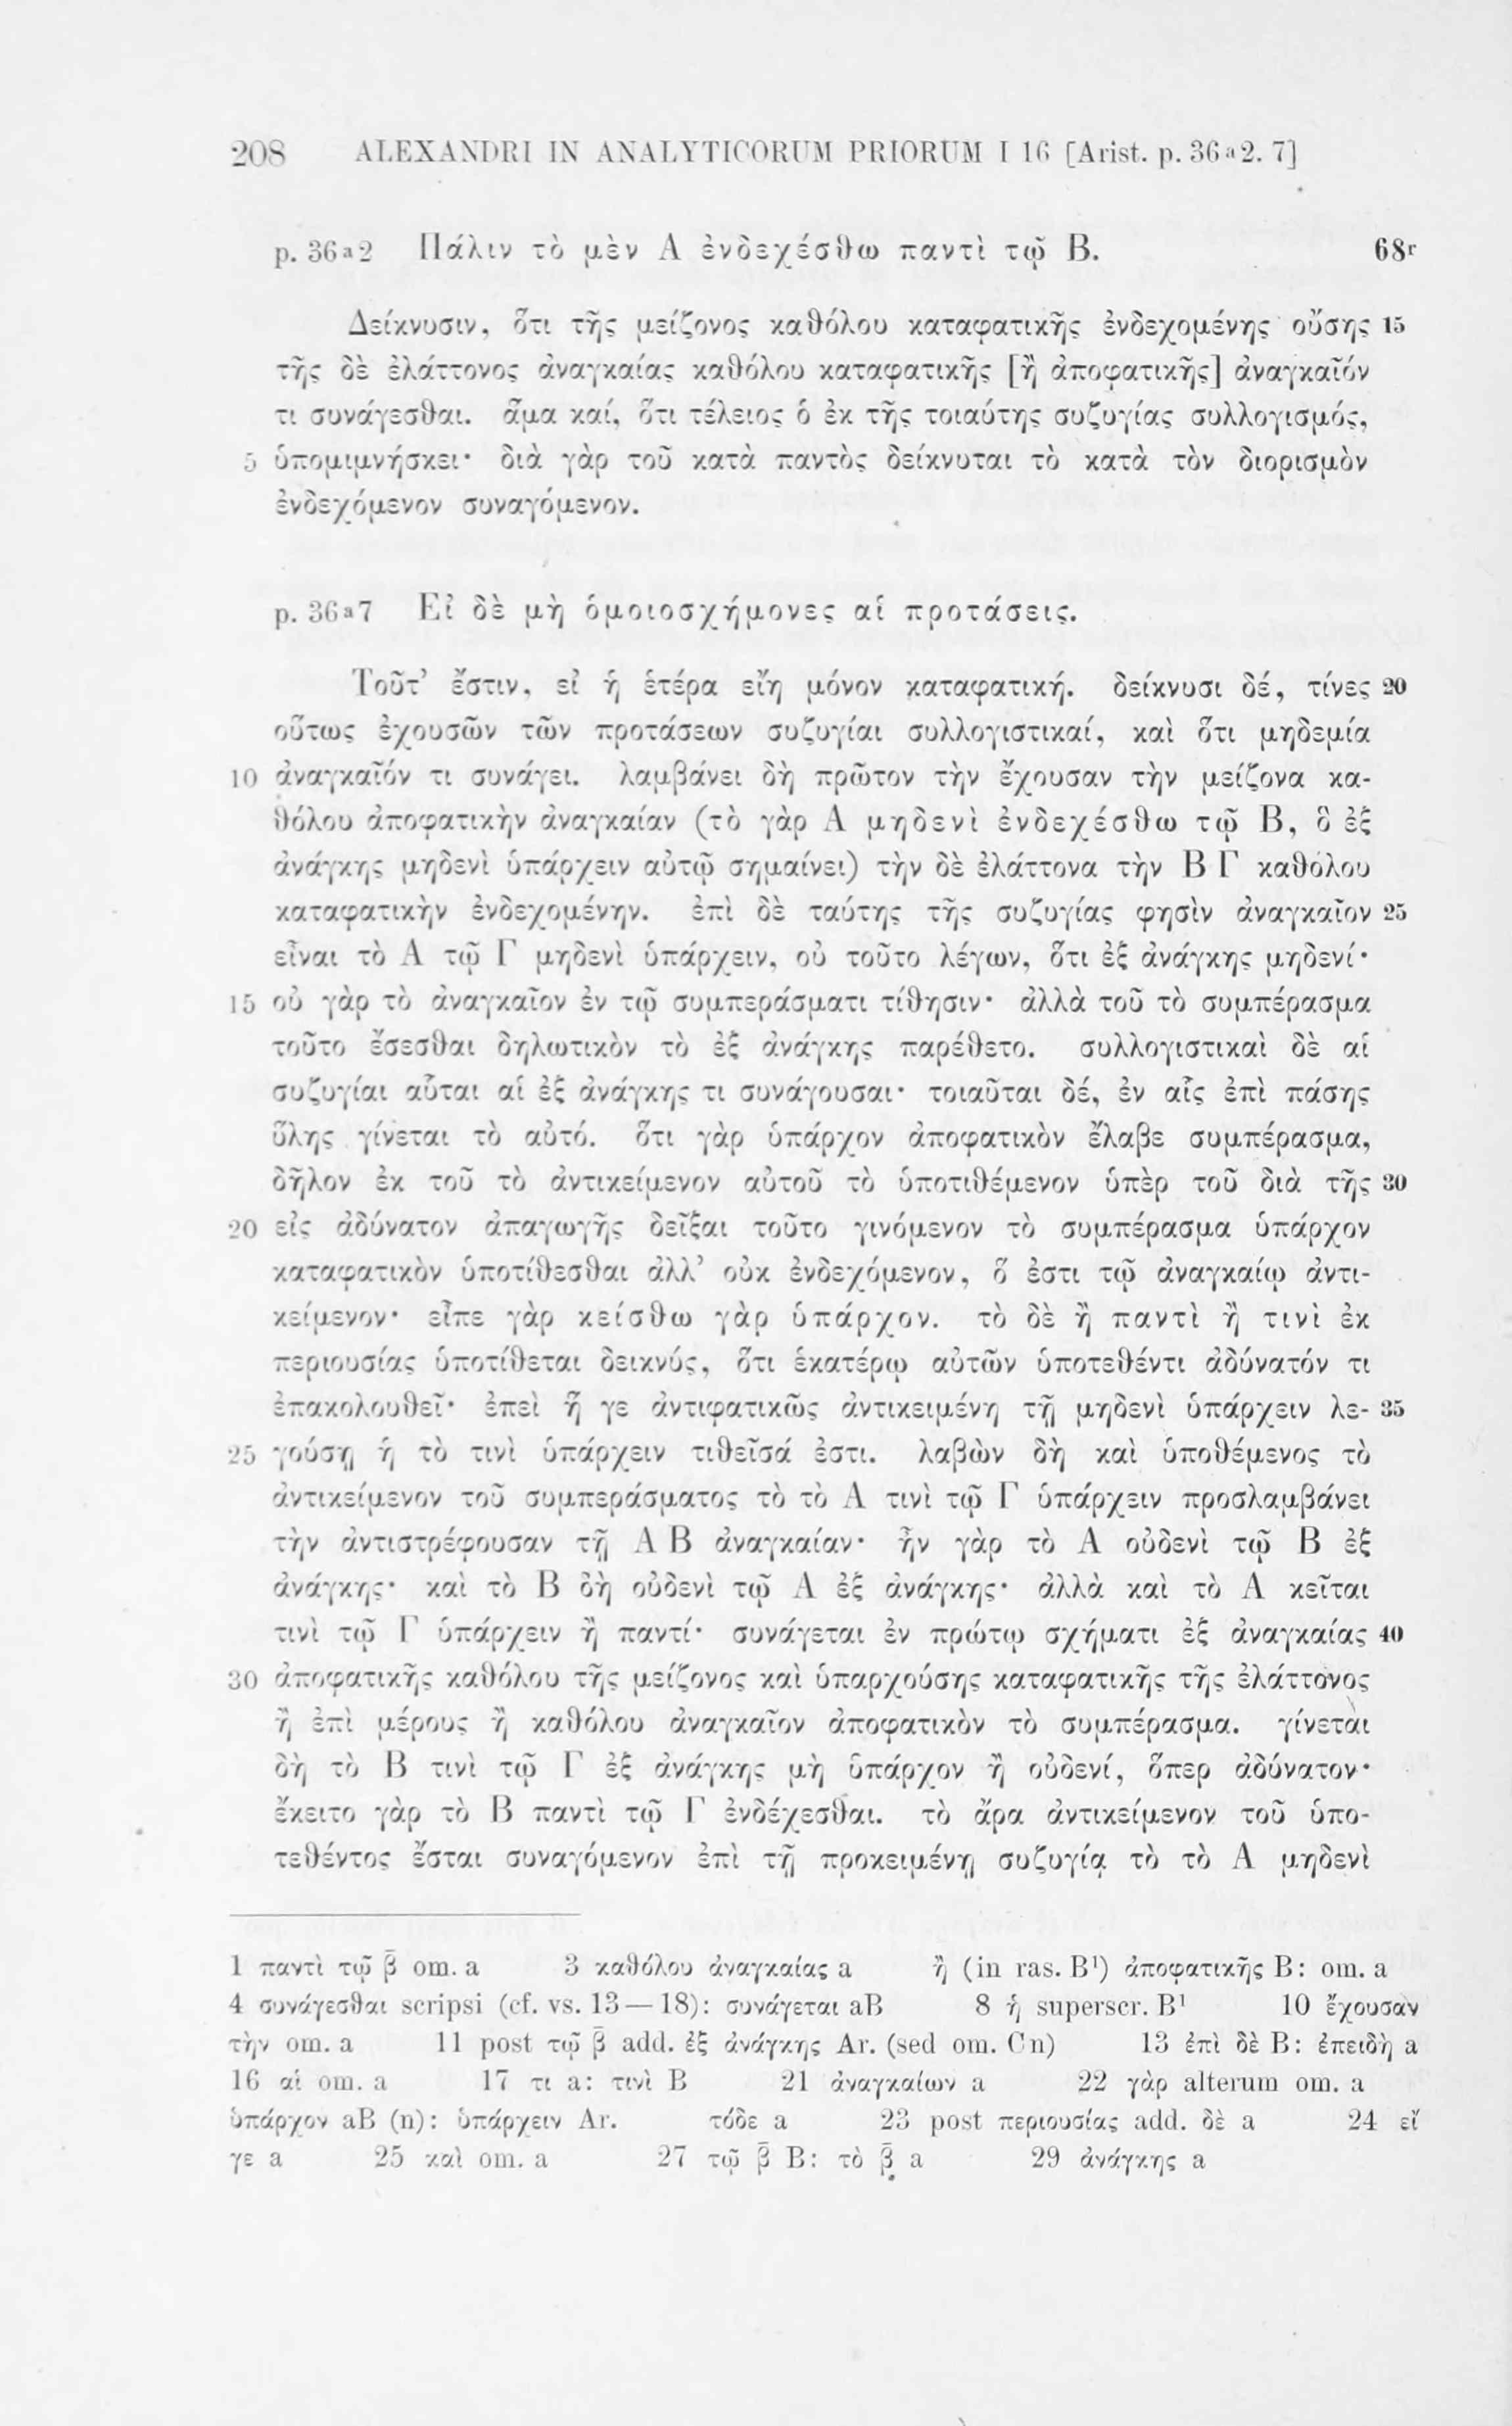 208 ALEXANDRI IN ANALYTICORUM PRIORUM I 16 [Arist. p. 36a2. 7]
p. 36a2 Πάλιν τὸ μὲν Α ἐνδεχέσθω παντὶ τῷ Β. 68r
Δείκνυσιν, ὅτι τῆς μείζονος καθόλου καταφατικῆς ἐνδεχομένης οὔσης 15
τῆς δὲ ἐλάττονος ἀναγκαίας καθόλου καταφατικῆς [ἢ ἀποφατικῆς] ἀναγκαῖόν
τι συνάγεσθαι. ἅμα καί, ὅτι τέλειος ὁ ἐκ τῆς τοιαύτης συζυγίας συλλογισμός,
5 ὑπομιμνήσκει· διὰ γὰρ τοῦ κατὰ παντὸς δείκνυται τὸ κατὰ τὸν διορισμὸν
ἐνδεχόμενον συναγόμενον.
p. 36a7 Εἰ δὲ μὴ ὁμοιοσχήμονες αἱ προτάσεις.
Τοῦτ’ ἔστιν, εἰ ἡ ἑτέρα εἴη μόνον καταφατική. δείκνυσι δέ, τίνες 20
οὕτως ἐχουσῶν τῶν προτάσεων συζυγίαι συλλογιστικαί, καὶ ὅτι μηδεμία
10 ἀναγκαῖόν τι συνάγει. λαμβάνει δὴ πρῶτον τὴν ἔχουσαν τὴν μείζονα κα-
θόλου ἀποφατικὴν ἀναγκαίαν (τὸ γὰρ Α μηδενὶ ἐνδεχέσθω τῷ Β, ὃ ἐξ
ἀνάγκης μηδενὶ ὑπάρχειν αὐτῷ σημαίνει) τὴν δὲ ἐλάττονα τὴν Β Γ καθόλου
καταφατικὴν ἐνδεχομένην. ἐπὶ δὲ ταύτης τῆς συζυγίας φησὶν ἀναγκαῖον 25
εἶναι τὸ Α τῷ Γ μηδενὶ ὑπάρχειν, οὐ τοῦτο λέγων, ὅτι ἐξ ἀνάγκης μηδενί·
15 οὐ γὰρ τὸ ἀναγκαῖον ἐν τῷ συμπεράσματι τίθησιν· ἀλλὰ τοῦ τὸ συμπέρασμα
τοῦτο ἔσεσθαι δηλωτικὸν τὸ ἐξ ἀνάγκης παρέθετο. συλλογιστικαὶ δὲ αἱ
συζυγίαι αὗται αἱ ἐξ ἀνάγκης τι συνάγουσαι· τοιαῦται δέ, ἐν αἷς ἐπὶ πάσης
ὕλης γίνεται τὸ αὐτό. ὅτι γὰρ ὑπάρχον ἀποφατικὸν ἔλαβε συμπέρασμα,
δῆλον ἐκ τοῦ τὸ ἀντικείμενον αὐτοῦ τὸ ὑποτιθέμενον ὑπὲρ τοῦ διὰ τῆς 30
20 εἰς ἀδύνατον ἀπαγωγῆς δεῖξαι τοῦτο γινόμενον τὸ συμπέρασμα ὑπάρχον
καταφατικὸν ὑποτίθεσθαι ἀλλ’ οὐκ ἐνδεχόμενον, ὅ ἐστι τῷ ἀναγκαίῳ ἀντι-
κείμενον· εἶπε γὰρ κείσθω γὰρ ὑπάρχον. τὸ δὲ ἢ παντὶ ἢ τινὶ ἐκ
περιουσίας ὑποτίθεται δεικνύς, ὅτι ἑκατέρῳ αὐτῶν ὑποτεθέντι ἀδύνατόν τι
ἐπακολουθεῖ· ἐπεὶ ἥ γε ἀντιφατικῶς ἀντικειμένη τῇ μηδενὶ ὑπάρχειν λε- 35
25 γούσῃ ἡ τὸ τινὶ ὑπάρχειν τιθεῖσά ἐστι. λαβὼν δὴ καὶ ὑποθέμενος τὸ
ἀντικείμενον τοῦ συμπεράσματος τὸ τὸ Α τινὶ τῷ Γ ὑπάρχειν προσλαμβάνει
τὴν ἀντιστρέφουσαν τῇ Α Β ἀναγκαίαν· ἦν γὰρ τὸ Α οὐδενὶ τῷ Β ἐξ
ἀνάγκης· καὶ τὸ Β δὴ οὐδενὶ τῷ Α ἐξ ἀνάγκης· ἀλλὰ καὶ τὸ Α κεῖται
τινὶ τῷ Γ ὑπάρχειν ἢ παντί· συνάγεται ἐν πρώτῳ σχήματι ἐξ ἀναγκαίας 40
30 ἀποφατικῆς καθόλου τῆς μείζονος καὶ ὑπαρχούσης καταφατικῆς τῆς ἐλάττονος
ἢ ἐπὶ μέρους ἢ καθόλου ἀναγκαῖον ἀποφατικὸν τὸ συμπέρασμα. γίνεται
δὴ τὸ Β τινὶ τῷ Γ ἐξ ἀνάγκης μὴ ὑπάρχον ἢ οὐδενί, ὅπερ ἀδύνατον·
ἔκειτο γὰρ τὸ Β παντὶ τῷ Γ ἐνδέχεσθαι. τὸ ἄρα ἀντικείμενον τοῦ ὑπο-
τεθέντος ἔσται συναγόμενον ἐπὶ τῇ προκειμένῃ συζυγίᾳ τὸ τὸ Α μηδενὶ
1 παντὶ τῷ β̄ om. a 3 καθόλου ἀναγκαίας a ἢ (in ras. B¹) ἀποφατικῆς B: om. a
4 συνάγεσθαι scripsi (cf. vs. 13—18): συνάγεται aB 8 ἡ superscr. B¹ 10 ἔχουσαν
τὴν om. a 11 post τῷ β̄ add. ἐξ ἀνάγκης Ar. (sed om. Cn) 13 ἐπὶ δὲ B: ἐπειδὴ a
16 αἱ om. a 17 τι a: τινὶ B 21 ἀναγκαίων a 22 γὰρ alterum om. a
ὑπάρχον aB (n): ὑπάρχειν Ar. τόδε a 23 post περιουσίας add. δὲ a 24 εἴ
γε a 25 καὶ om. a 27 τῷ β̄ B: τὸ β̄ a 29 ἀνάγκης a